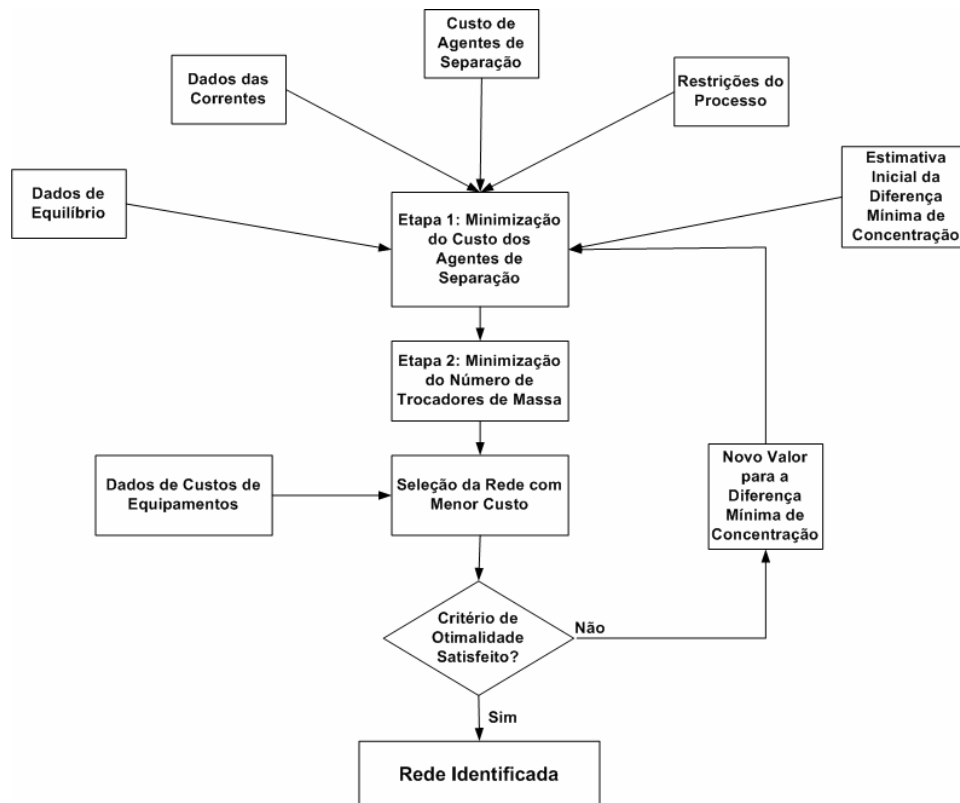 Custo de
Agentes de
Separação
Dados das
Correntes
Restrições do
Processo
Estimativa
Inicial da
Diferença
Mínima de
Concentração
Dados de
Equilíbrio
Etapa 1: Minimização
do Custo dos
Agentes de
Separação
Etapa 2: Minimização
do Número de
Trocadores de Massa
Dados de Custos de
Equipamentos
Seleção da Rede com
Menor Custo
Novo Valor
para a
Diferença
Mínima de
Concentração
Critério de
Otimalidade
Satisfeito?
Não
Sim
Rede Identificada